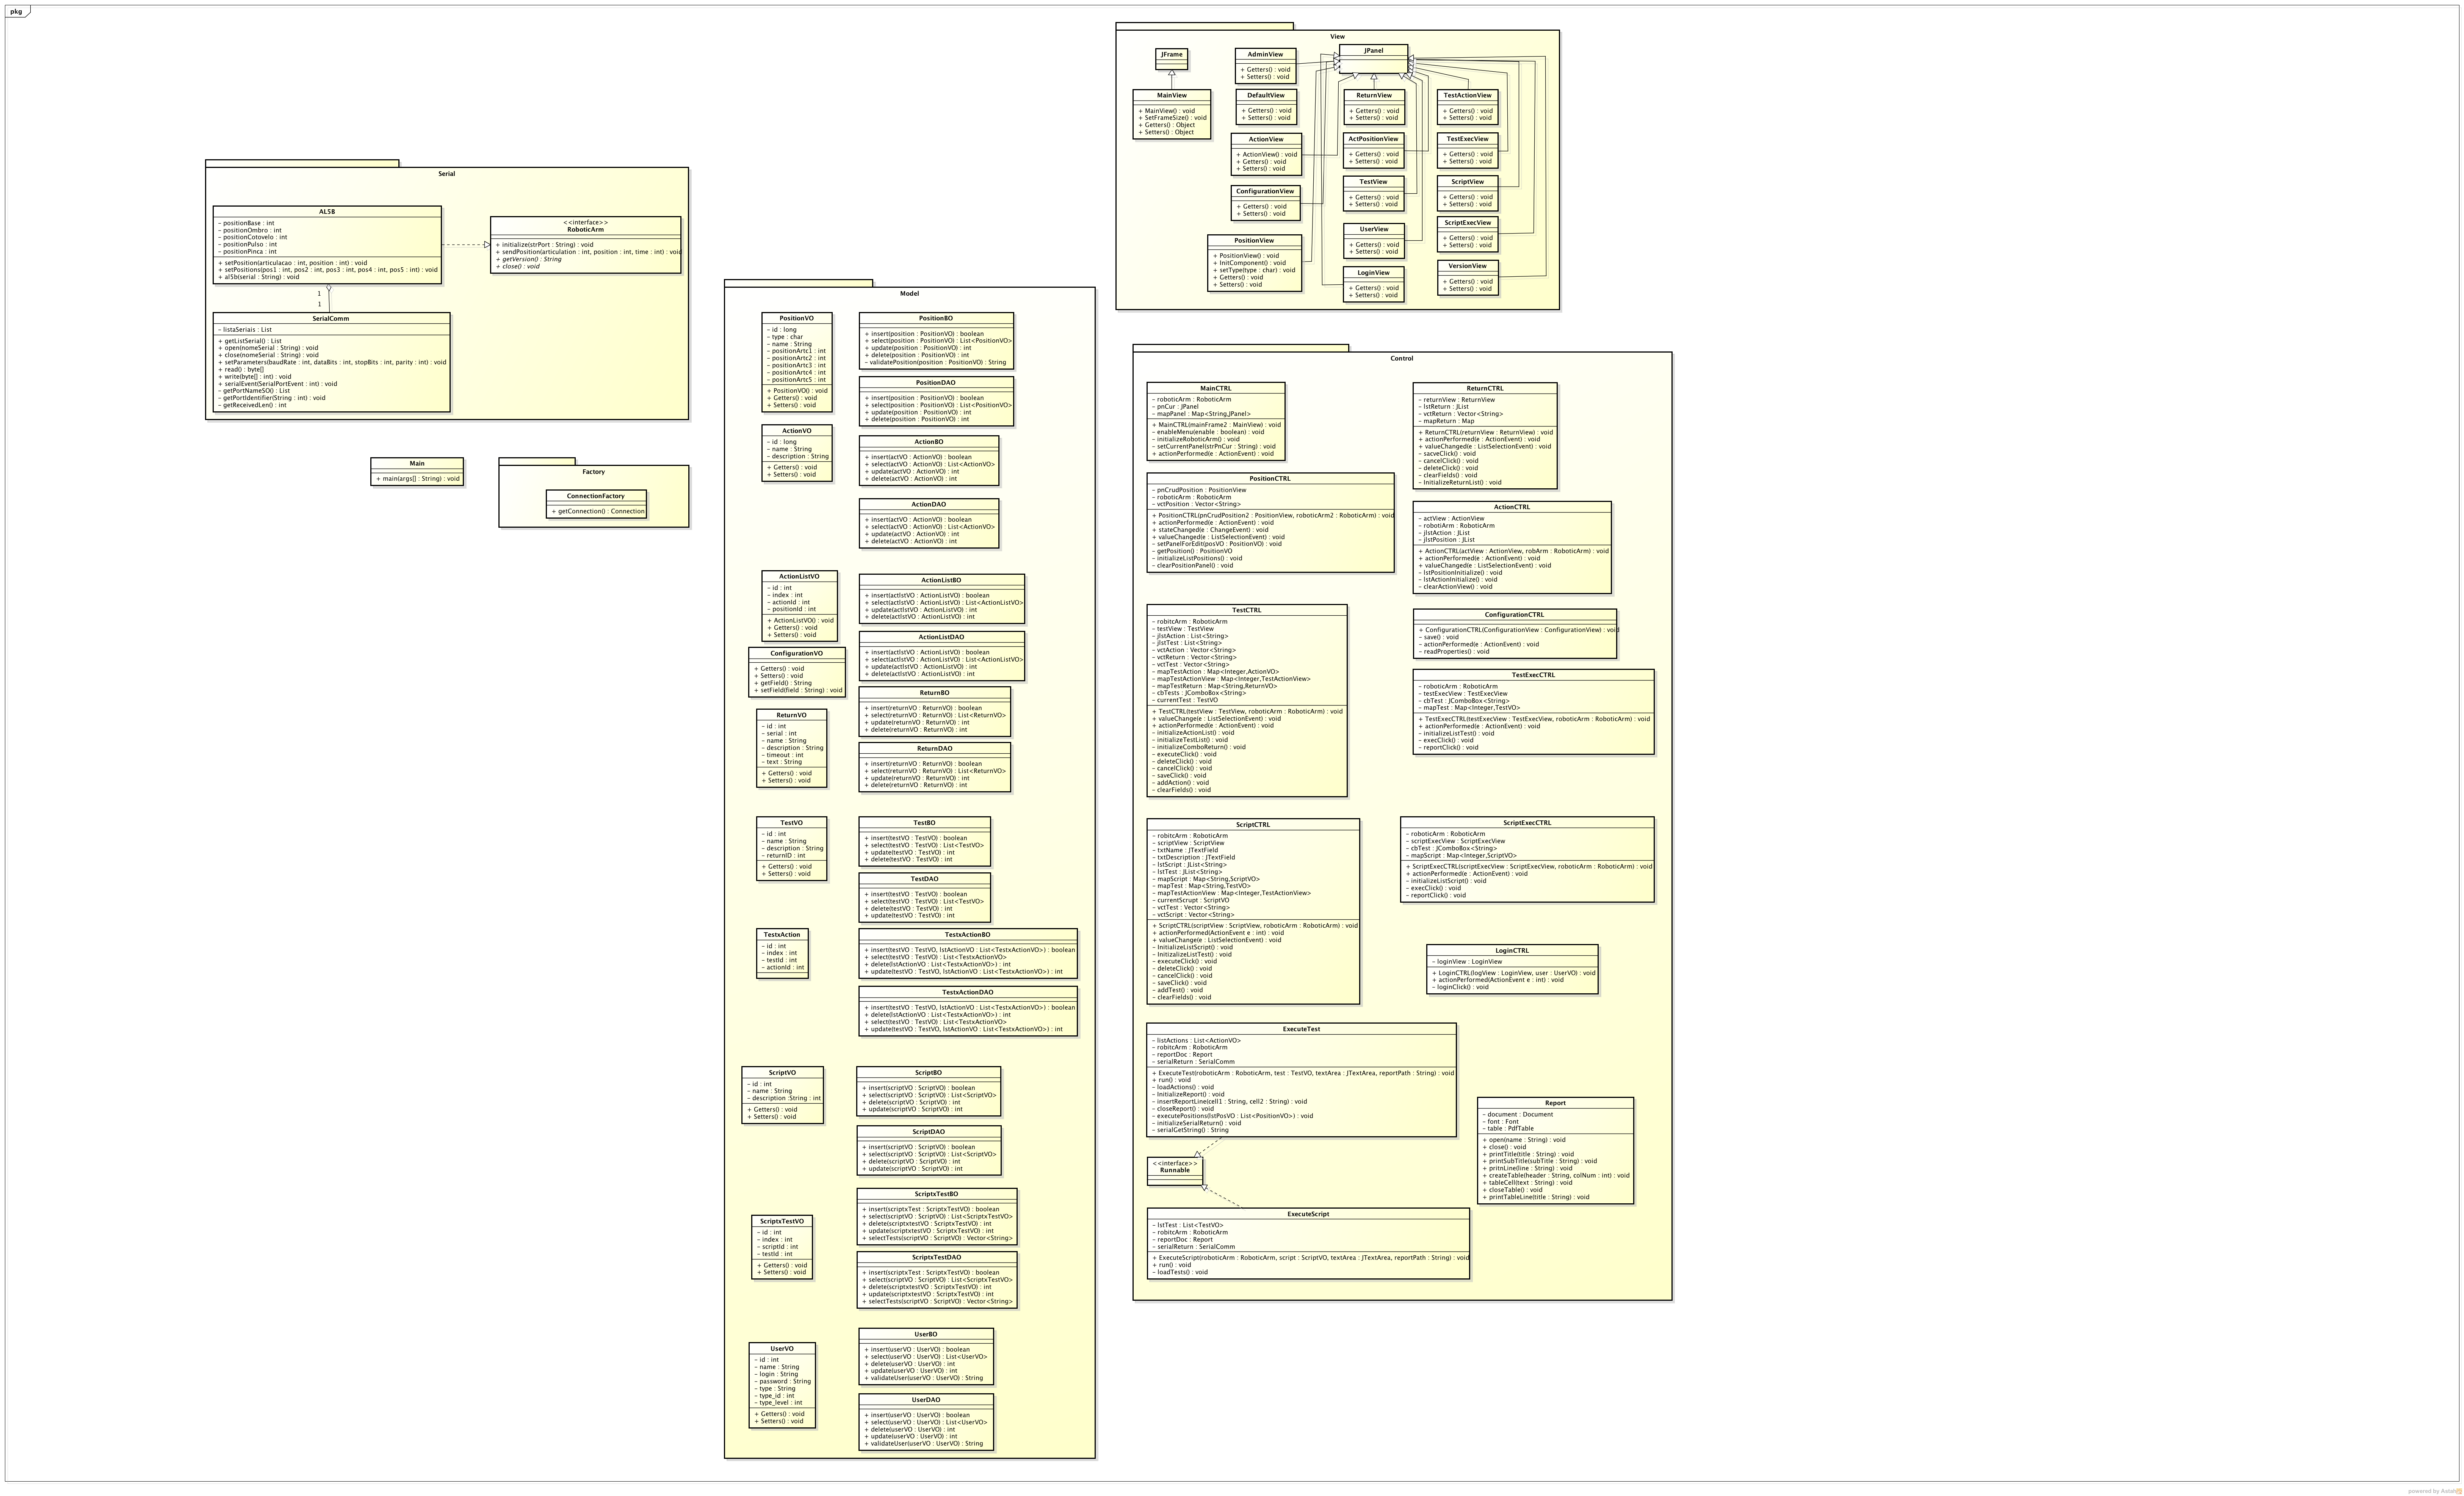 pkg
Serial
AL5B
– positionBase : int
– positionOmbro : int
– positionCotovelo : int
– positionPulso : int
– positionPinca : int
+ setPosition(articulacao : int, position : int) : void
+ setPositions(pos1 : int, pos2 : int, pos3 : int, pos4 : int, pos5 : int) : void
+ al5b(serial : String) : void
<<interface>>
RoboticArm
+ initialize(strPort : String) : void
+ sendPosition(articulation : int, position : int, time : int) : void
+ getVersion() : String
+ close() : void
1
1
SerialComm
– listaSeriais : List
+ getListSerial() : List
+ open(nomeSerial : String) : void
+ close(nomeSerial : String) : void
+ setParameters(baudRate : int, dataBits : int, stopBits : int, parity : int) : void
+ read() : byte[]
+ write(byte[] : int) : void
+ serialEvent(SerialPortEvent : int) : void
– getPortNameSO() : List
– getPortIdentifier(String : int) : void
– getReceivedLen() : int
Main
+ main(args[] : String) : void
Factory
ConnectionFactory
+ getConnection() : Connection
Model
PositionVO
– id : long
– type : char
– name : String
– positionArtc1 : int
– positionArtc2 : int
– positionArtc3 : int
– positionArtc4 : int
– positionArtc5 : int
+ PositionVO() : void
+ Getters() : void
+ Setters() : void
PositionBO
+ insert(position : PositionVO) : boolean
+ select(position : PositionVO) : List<PositionVO>
+ update(position : PositionVO) : int
+ delete(position : PositionVO) : int
– validatePosition(position : PositionVO) : String
PositionDAO
+ insert(position : PositionVO) : boolean
+ select(position : PositionVO) : List<PositionVO>
+ update(position : PositionVO) : int
+ delete(position : PositionVO) : int
ActionVO
– id : long
– name : String
– description : String
+ Getters() : void
+ Setters() : void
ActionBO
+ insert(actVO : ActionVO) : boolean
+ select(actVO : ActionVO) : List<ActionVO>
+ update(actVO : ActionVO) : int
+ delete(actVO : ActionVO) : int
ActionDAO
+ insert(actVO : ActionVO) : boolean
+ select(actVO : ActionVO) : List<ActionVO>
+ update(actVO : ActionVO) : int
+ delete(actVO : ActionVO) : int
ActionListVO
– id : int
– index : int
– actionId : int
– positionId : int
+ ActionListVO() : void
+ Getters() : void
+ Setters() : void
ActionListBO
+ insert(actlstVO : ActionListVO) : boolean
+ select(actlstVO : ActionListVO) : List<ActionListVO>
+ update(actlstVO : ActionListVO) : int
+ delete(actlstVO : ActionListVO) : int
ActionListDAO
+ insert(actlstVO : ActionListVO) : boolean
+ select(actlstVO : ActionListVO) : List<ActionListVO>
+ update(actlstVO : ActionListVO) : int
+ delete(actlstVO : ActionListVO) : int
ConfigurationVO
+ Getters() : void
+ Setters() : void
+ getField() : String
+ setField(field : String) : void
ReturnBO
+ insert(returnVO : ReturnVO) : boolean
+ select(returnVO : ReturnVO) : List<ReturnVO>
+ update(returnVO : ReturnVO) : int
+ delete(returnVO : ReturnVO) : int
ReturnVO
– id : int
– serial : int
– name : String
– description : String
– timeout : int
– text : String
+ Getters() : void
+ Setters() : void
ReturnDAO
+ insert(returnVO : ReturnVO) : boolean
+ select(returnVO : ReturnVO) : List<ReturnVO>
+ update(returnVO : ReturnVO) : int
+ delete(returnVO : ReturnVO) : int
TestVO
– id : int
– name : String
– description : String
– returnID : int
+ Getters() : void
+ Setters() : void
TestBO
+ insert(testVO : TestVO) : boolean
+ select(testVO : TestVO) : List<TestVO>
+ update(testVO : TestVO) : int
+ delete(testVO : TestVO) : int
TestDAO
+ insert(testVO : TestVO) : boolean
+ select(testVO : TestVO) : List<TestVO>
+ delete(testVO : TestVO) : int
+ update(testVO : TestVO) : int
TestxAction
– id : int
– index : int
– testId : int
– actionId : int
TestxActionBO
+ insert(testVO : TestVO, lstActionVO : List<TestxActionVO>) : boolean
+ select(testVO : TestVO) : List<TestxActionVO>
+ delete(lstActionVO : List<TestxActionVO>) : int
+ update(testVO : TestVO, lstActionVO : List<TestxActionVO>) : int
TestxActionDAO
+ insert(testVO : TestVO, lstActionVO : List<TestxActionVO>) : boolean
+ delete(lstActionVO : List<TestxActionVO>) : int
+ select(testVO : TestVO) : List<TestxActionVO>
+ update(testVO : TestVO, lstActionVO : List<TestxActionVO>) : int
ScriptVO
– id : int
– name : String
– description :String : int
+ Getters() : void
+ Setters() : void
ScriptBO
+ insert(scriptVO : ScriptVO) : boolean
+ select(scriptVO : ScriptVO) : List<ScriptVO>
+ delete(scriptVO : ScriptVO) : int
+ update(scriptVO : ScriptVO) : int
ScriptDAO
+ insert(scriptVO : ScriptVO) : boolean
+ select(scriptVO : ScriptVO) : List<ScriptVO>
+ delete(scriptVO : ScriptVO) : int
+ update(scriptVO : ScriptVO) : int
ScriptxTestVO
– id : int
– index : int
– scriptId : int
– testId : int
+ Getters() : void
+ Setters() : void
ScriptxTestBO
+ insert(scriptxTest : ScriptxTestVO) : boolean
+ select(scriptVO : ScriptVO) : List<ScriptxTestVO>
+ delete(scriptxtestVO : ScriptxTestVO) : int
+ update(scriptxtestVO : ScriptxTestVO) : int
+ selectTests(scriptVO : ScriptVO) : Vector<String>
ScriptxTestDAO
+ insert(scriptxTest : ScriptxTestVO) : boolean
+ select(scriptVO : ScriptVO) : List<ScriptxTestVO>
+ delete(scriptxtestVO : ScriptxTestVO) : int
+ update(scriptxtestVO : ScriptxTestVO) : int
+ selectTests(scriptVO : ScriptVO) : Vector<String>
UserVO
– id : int
– name : String
– login : String
– password : String
– type : String
– type_id : int
– type_level : int
+ Getters() : void
+ Setters() : void
UserBO
+ insert(userVO : UserVO) : boolean
+ select(userVO : UserVO) : List<UserVO>
+ delete(userVO : UserVO) : int
+ update(userVO : UserVO) : int
+ validateUser(userVO : UserVO) : String
UserDAO
+ insert(userVO : UserVO) : boolean
+ select(userVO : UserVO) : List<UserVO>
+ delete(userVO : UserVO) : int
+ update(userVO : UserVO) : int
+ validateUser(userVO : UserVO) : String
View
JFrame
MainView
+ MainView() : void
+ SetFrameSize() : void
+ Getters() : Object
+ Setters() : Object
AdminView
+ Getters() : void
+ Setters() : void
DefaultView
+ Getters() : void
+ Setters() : void
ActionView
+ ActionView() : void
+ Getters() : void
+ Setters() : void
ConfigurationView
+ Getters() : void
+ Setters() : void
PositionView
+ PositionView() : void
+ InitComponent() : void
+ setType(type : char) : void
+ Getters() : void
+ Setters() : void
JPanel
ReturnView
+ Getters() : void
+ Setters() : void
ActPositionView
+ Getters() : void
+ Setters() : void
TestView
+ Getters() : void
+ Setters() : void
UserView
+ Getters() : void
+ Setters() : void
LoginView
+ Getters() : void
+ Setters() : void
TestActionView
+ Getters() : void
+ Setters() : void
TestExecView
+ Getters() : void
+ Setters() : void
ScriptView
+ Getters() : void
+ Setters() : void
ScriptExecView
+ Getters() : void
+ Setters() : void
VersionView
+ Getters() : void
+ Setters() : void
Control
MainCTRL
– roboticArm : RoboticArm
– pnCur : JPanel
– mapPanel : Map<String,JPanel>
+ MainCTRL(mainFrame2 : MainView) : void
– enableMenu(enable : boolean) : void
– initializeRoboticArm() : void
– setCurrentPanel(strPnCur : String) : void
+ actionPerformed(e : ActionEvent) : void
ReturnCTRL
– returnView : ReturnView
– lstReturn : JList
– vctReturn : Vector<String>
– mapReturn : Map
+ ReturnCTRL(returnView : ReturnView) : void
+ actionPerformed(e : ActionEvent) : void
+ valueChanged(e : ListSelectionEvent) : void
– sacveClick() : void
– cancelClick() : void
– deleteClick() : void
– clearFields() : void
– InitializeReturnList() : void
PositionCTRL
– pnCrudPosition : PositionView
– roboticArm : RoboticArm
– vctPosition : Vector<String>
+ PositionCTRL(pnCrudPosition2 : PositionView, roboticArm2 : RoboticArm) : void
+ actionPerformed(e : ActionEvent) : void
+ stateChanged(e : ChangeEvent) : void
+ valueChanged(e : ListSelectionEvent) : void
– setPanelForEdit(posVO : PositionVO) : void
– getPosition() : PositionVO
– initializeListPositions() : void
– clearPositionPanel() : void
ActionCTRL
– actView : ActionView
– robotiArm : RoboticArm
– jlstAction : JList
– jlstPosition : JList
+ ActionCTRL(actView : ActionView, robArm : RoboticArm) : void
+ actionPerformed(e : ActionEvent) : void
+ valueChanged(e : ListSelectionEvent) : void
– lstPositionInitialize() : void
– lstActionInitialize() : void
– clearActionView() : void
TestCTRL
– robitcArm : RoboticArm
– testView : TestView
– jlstAction : List<String>
– jlstTest : List<String>
– vctAction : Vector<String>
– vctReturn : Vector<String>
– vctTest : Vector<String>
– mapTestAction : Map<Integer,ActionVO>
– mapTestActionView : Map<Integer,TestActionView>
– mapTestReturn : Map<String,ReturnVO>
– cbTests : JComboBox<String>
– currentTest : TestVO
+ TestCTRL(testView : TestView, roboticArm : RoboticArm) : void
+ valueChange(e : ListSelectionEvent) : void
+ actionPerformed(e : ActionEvent) : void
– initializeActionList() : void
– initializeTestList() : void
– initializeComboReturn() : void
– executeClick() : void
– deleteClick() : void
– cancelClick() : void
– saveClick() : void
– addAction() : void
– clearFields() : void
ConfigurationCTRL
+ ConfigurationCTRL(ConfigurationView : ConfigurationView) : void
– save() : void
– actionPerformed(e : ActionEvent) : void
– readProperties() : void
TestExecCTRL
– roboticArm : RoboticArm
– testExecView : TestExecView
– cbTest : JComboBox<String>
– mapTest : Map<Integer,TestVO>
+ TestExecCTRL(testExecView : TestExecView, roboticArm : RoboticArm) : void
+ actionPerformed(e : ActionEvent) : void
– initializeListTest() : void
– execClick() : void
– reportClick() : void
ScriptCTRL
– robitcArm : RoboticArm
– scriptView : ScriptView
– txtName : JTextField
– txtDescription : JTextField
– lstScript : JList<String>
– lstTest : JList<String>
– mapScript : Map<String,ScriptVO>
– mapTest : Map<String,TestVO>
– mapTestActionView : Map<Integer,TestActionView>
– currentScrupt : ScriptVO
– vctTest : Vector<String>
– vctScript : Vector<String>
+ ScriptCTRL(scriptView : ScriptView, roboticArm : RoboticArm) : void
+ actionPerformed(ActionEvent e : int) : void
+ valueChange(e : ListSelectionEvent) : void
– InitializeListScript() : void
– InitizalizeListTest() : void
– executeClick() : void
– deleteClick() : void
– cancelClick() : void
– saveClick() : void
– addTest() : void
– clearFields() : void
ScriptExecCTRL
– roboticArm : RoboticArm
– scriptExecView : ScriptExecView
– cbTest : JComboBox<String>
– mapScript : Map<Integer,ScriptVO>
+ ScriptExecCTRL(scriptExecView : ScriptExecView, roboticArm : RoboticArm) : void
+ actionPerformed(e : ActionEvent) : void
– initializeListScript() : void
– execClick() : void
– reportClick() : void
LoginCTRL
– loginView : LoginView
+ LoginCTRL(logView : LoginView, user : UserVO) : void
+ actionPerformed(ActionEvent e : int) : void
– loginClick() : void
ExecuteTest
– listActions : List<ActionVO>
– robitcArm : RoboticArm
– reportDoc : Report
– serialReturn : SerialComm
+ ExecuteTest(roboticArm : RoboticArm, test : TestVO, textArea : JTextArea, reportPath : String) : void
+ run() : void
– loadActions() : void
– InitializeReport() : void
– insertReportLine(cell1 : String, cell2 : String) : void
– closeReport() : void
– executePositions(lstPosVO : List<PositionVO>) : void
– initializeSerialReturn() : void
– serialGetString() : String
Report
– document : Document
– font : Font
– table : PdfTable
+ open(name : String) : void
+ close() : void
+ printTitle(title : String) : void
+ printSubTitle(subTitle : String) : void
+ pritnLine(line : String) : void
+ createTable(header : String, colNum : int) : void
+ tableCell(text : String) : void
+ closeTable() : void
+ printTableLine(title : String) : void
<<interface>>
Runnable
ExecuteScript
– lstTest : List<TestVO>
– robitcArm : RoboticArm
– reportDoc : Report
– serialReturn : SerialComm
+ ExecuteScript(roboticArm : RoboticArm, script : ScriptVO, textArea : JTextArea, reportPath : String) : void
+ run() : void
– loadTests() : void
powered by Astah